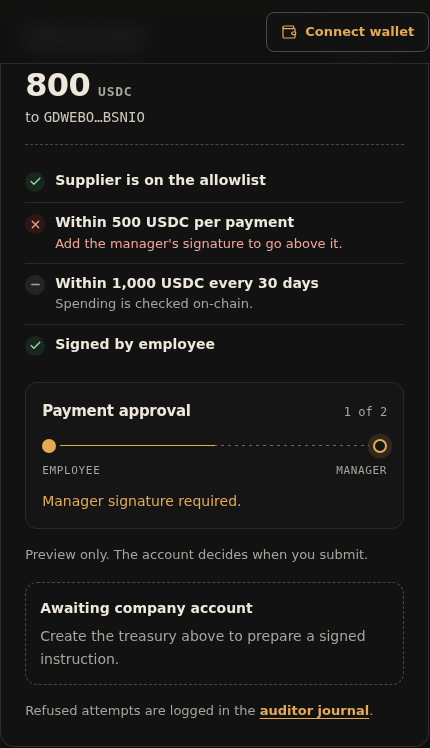 Connect wallet
800 USDC
to GDWEBO…BSNIO
Supplier is on the allowlist
Within 500 USDC per payment
Add the manager's signature to go above it.
Within 1,000 USDC every 30 days
Spending is checked on-chain.
Signed by employee
Payment approval 1 of 2
EMPLOYEE MANAGER
Manager signature required.
Preview only. The account decides when you submit.
Awaiting company account
Create the treasury above to prepare a signed
instruction.
Refused attempts are logged in the auditor journal.